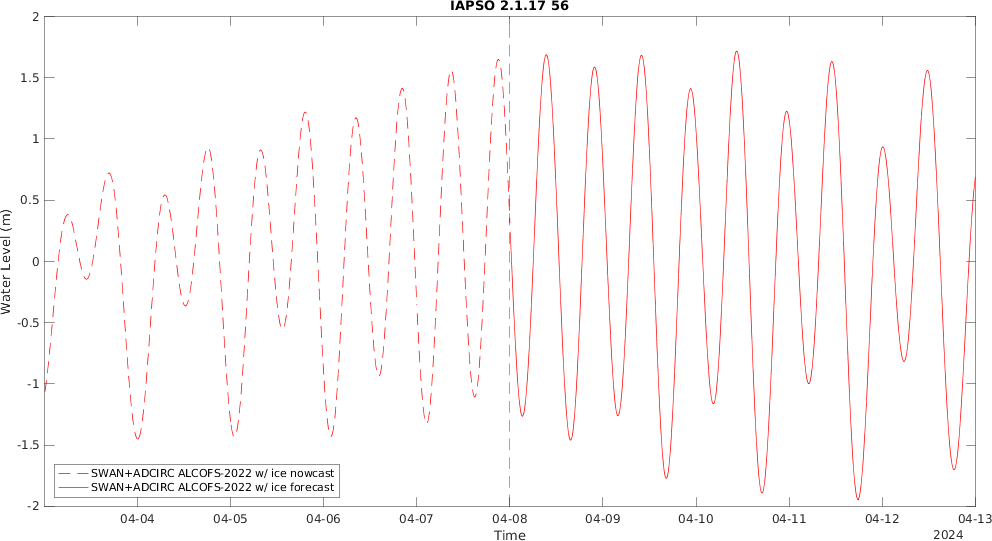 IAPSO 2.1.17 56
2
1.5
1
0.5
0
-0.5
-1
-1.5
-2
Water Level (m)
SWAN+ADCIRC ALCOFS-2022 w/ ice nowcast
SWAN+ADCIRC ALCOFS-2022 w/ ice forecast
04-04 04-05 04-06 04-07 04-08 04-09 04-10 04-11 04-12 04-13
Time
2024